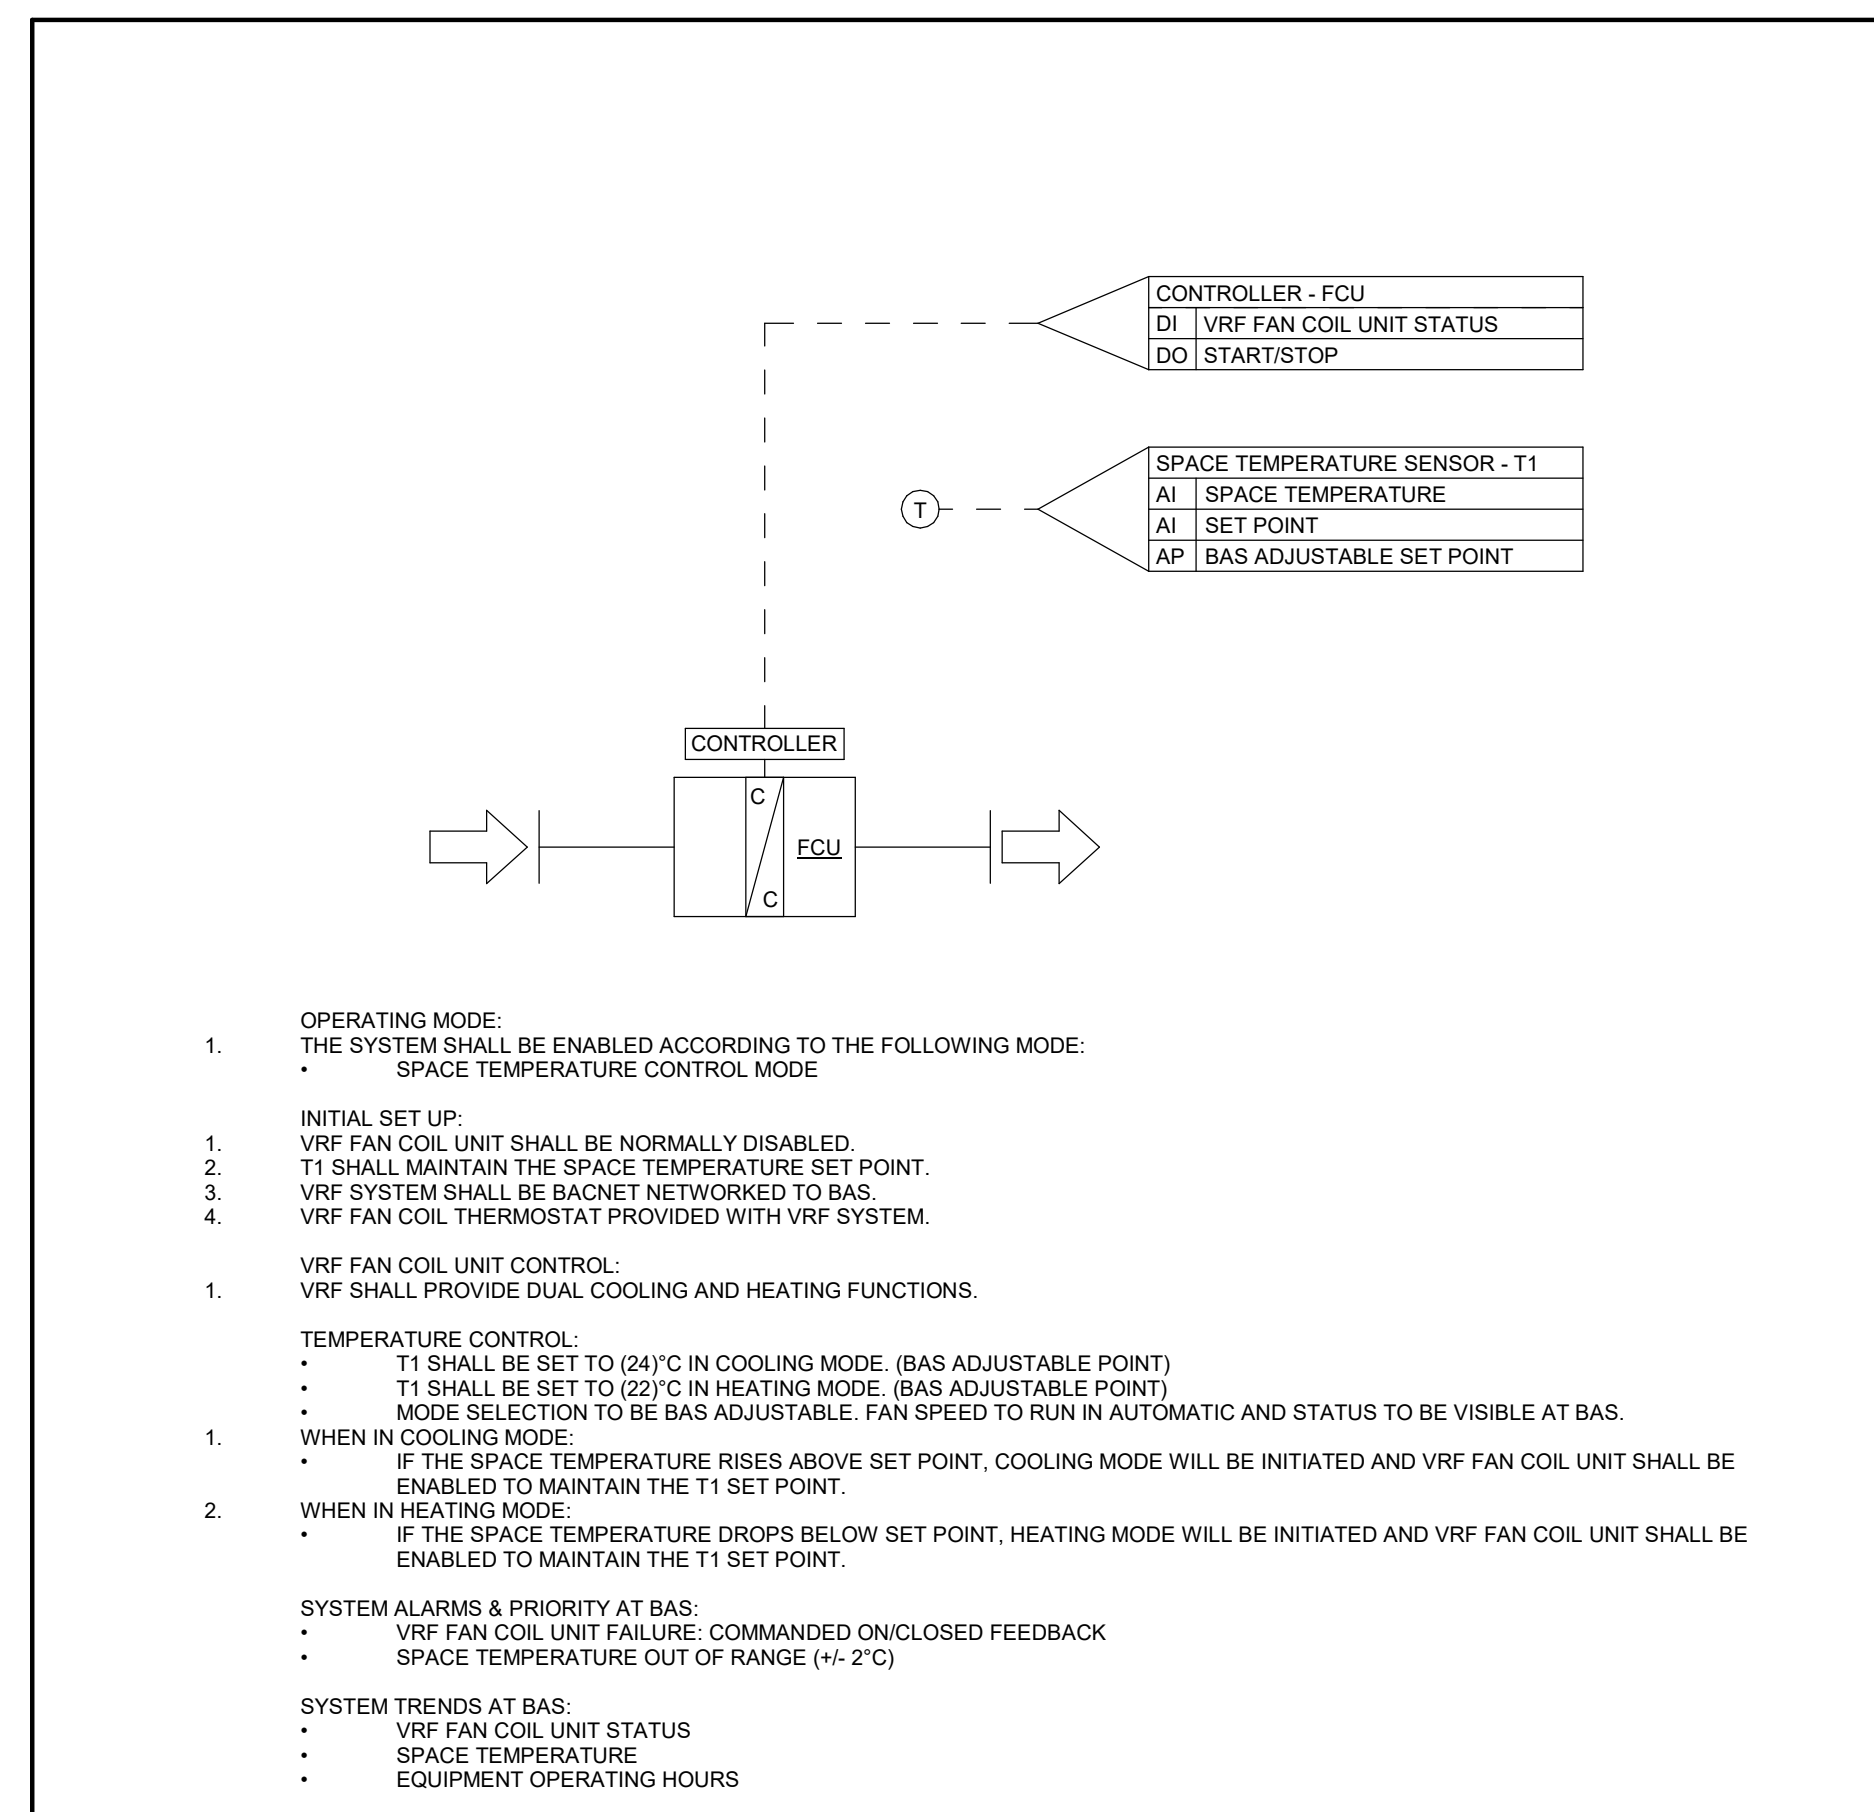 CONTROLLER - FCU
DI VRF FAN COIL UNIT STATUS
DO START/STOP
SPACE TEMPERATURE SENSOR - T1
AI SPACE TEMPERATURE
T
AI SET POINT
AP BAS ADJUSTABLE SET POINT
CONTROLLER
C
FCU
C
OPERATING MODE:
1. THE SYSTEM SHALL BE ENABLED ACCORDING TO THE FOLLOWING MODE:
• SPACE TEMPERATURE CONTROL MODE
INITIAL SET UP:
1. VRF FAN COIL UNIT SHALL BE NORMALLY DISABLED.
2. T1 SHALL MAINTAIN THE SPACE TEMPERATURE SET POINT.
3. VRF SYSTEM SHALL BE BACNET NETWORKED TO BAS.
4. VRF FAN COIL THERMOSTAT PROVIDED WITH VRF SYSTEM.
VRF FAN COIL UNIT CONTROL:
1. VRF SHALL PROVIDE DUAL COOLING AND HEATING FUNCTIONS.
TEMPERATURE CONTROL:
• T1 SHALL BE SET TO (24)°C IN COOLING MODE. (BAS ADJUSTABLE POINT)
• T1 SHALL BE SET TO (22)°C IN HEATING MODE. (BAS ADJUSTABLE POINT)
• MODE SELECTION TO BE BAS ADJUSTABLE. FAN SPEED TO RUN IN AUTOMATIC AND STATUS TO BE VISIBLE AT BAS.
1. WHEN IN COOLING MODE:
• IF THE SPACE TEMPERATURE RISES ABOVE SET POINT, COOLING MODE WILL BE INITIATED AND VRF FAN COIL UNIT SHALL BE
ENABLED TO MAINTAIN THE T1 SET POINT.
2. WHEN IN HEATING MODE:
• IF THE SPACE TEMPERATURE DROPS BELOW SET POINT, HEATING MODE WILL BE INITIATED AND VRF FAN COIL UNIT SHALL BE
ENABLED TO MAINTAIN THE T1 SET POINT.
SYSTEM ALARMS & PRIORITY AT BAS:
• VRF FAN COIL UNIT FAILURE: COMMANDED ON/CLOSED FEEDBACK
• SPACE TEMPERATURE OUT OF RANGE (+/- 2°C)
SYSTEM TRENDS AT BAS:
• VRF FAN COIL UNIT STATUS
• SPACE TEMPERATURE
• EQUIPMENT OPERATING HOURS